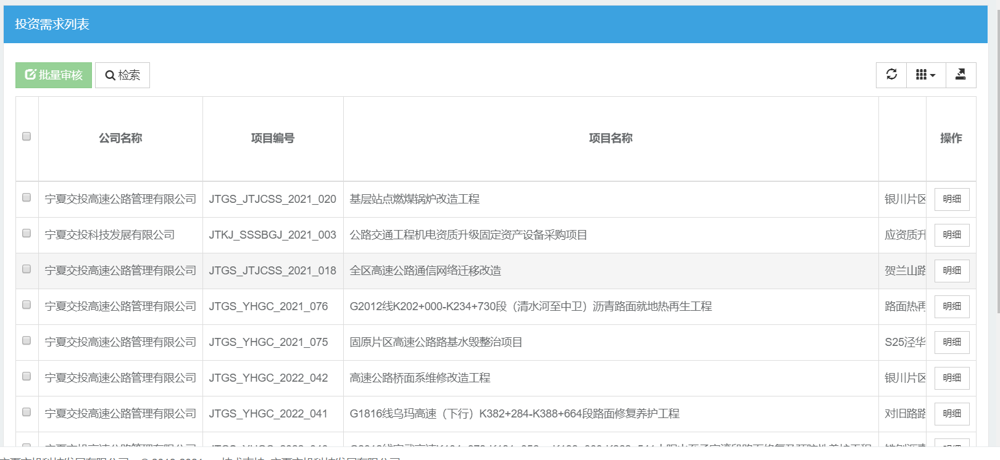 投资需求列表
批量审核 检索
公司名称 项目编号 项目名称 操作
宁夏交投高速公路管理有限公司 JTGS_JTJCSS_2021_020 基层站点燃煤锅炉改造工程 银川片区 明细
宁夏交投科技发展有限公司 JTKJ_SSSBGJ_2021_003 公路交通工程机电资质升级固定资产设备采购项目 应资质升 明细
宁夏交投高速公路管理有限公司 JTGS_JTJCSS_2021_018 全区高速公路通信网络迁移改造 贺兰山路 明细
宁夏交投高速公路管理有限公司 JTGS_YHGC_2021_076 G2012线K202+000-K234+730段（清水河至中卫）沥青路面就地热再生工程 路面热再 明细
宁夏交投高速公路管理有限公司 JTGS_YHGC_2021_075 固原片区高速公路路基水毁整治项目 S25泾华 明细
宁夏交投高速公路管理有限公司 JTGS_YHGC_2022_042 高速公路桥面系维修改造工程 银川片区 明细
宁夏交投高速公路管理有限公司 JTGS_YHGC_2022_041 G1816线乌玛高速（下行）K382+284-K388+664段路面修复养护工程 对旧路路 明细